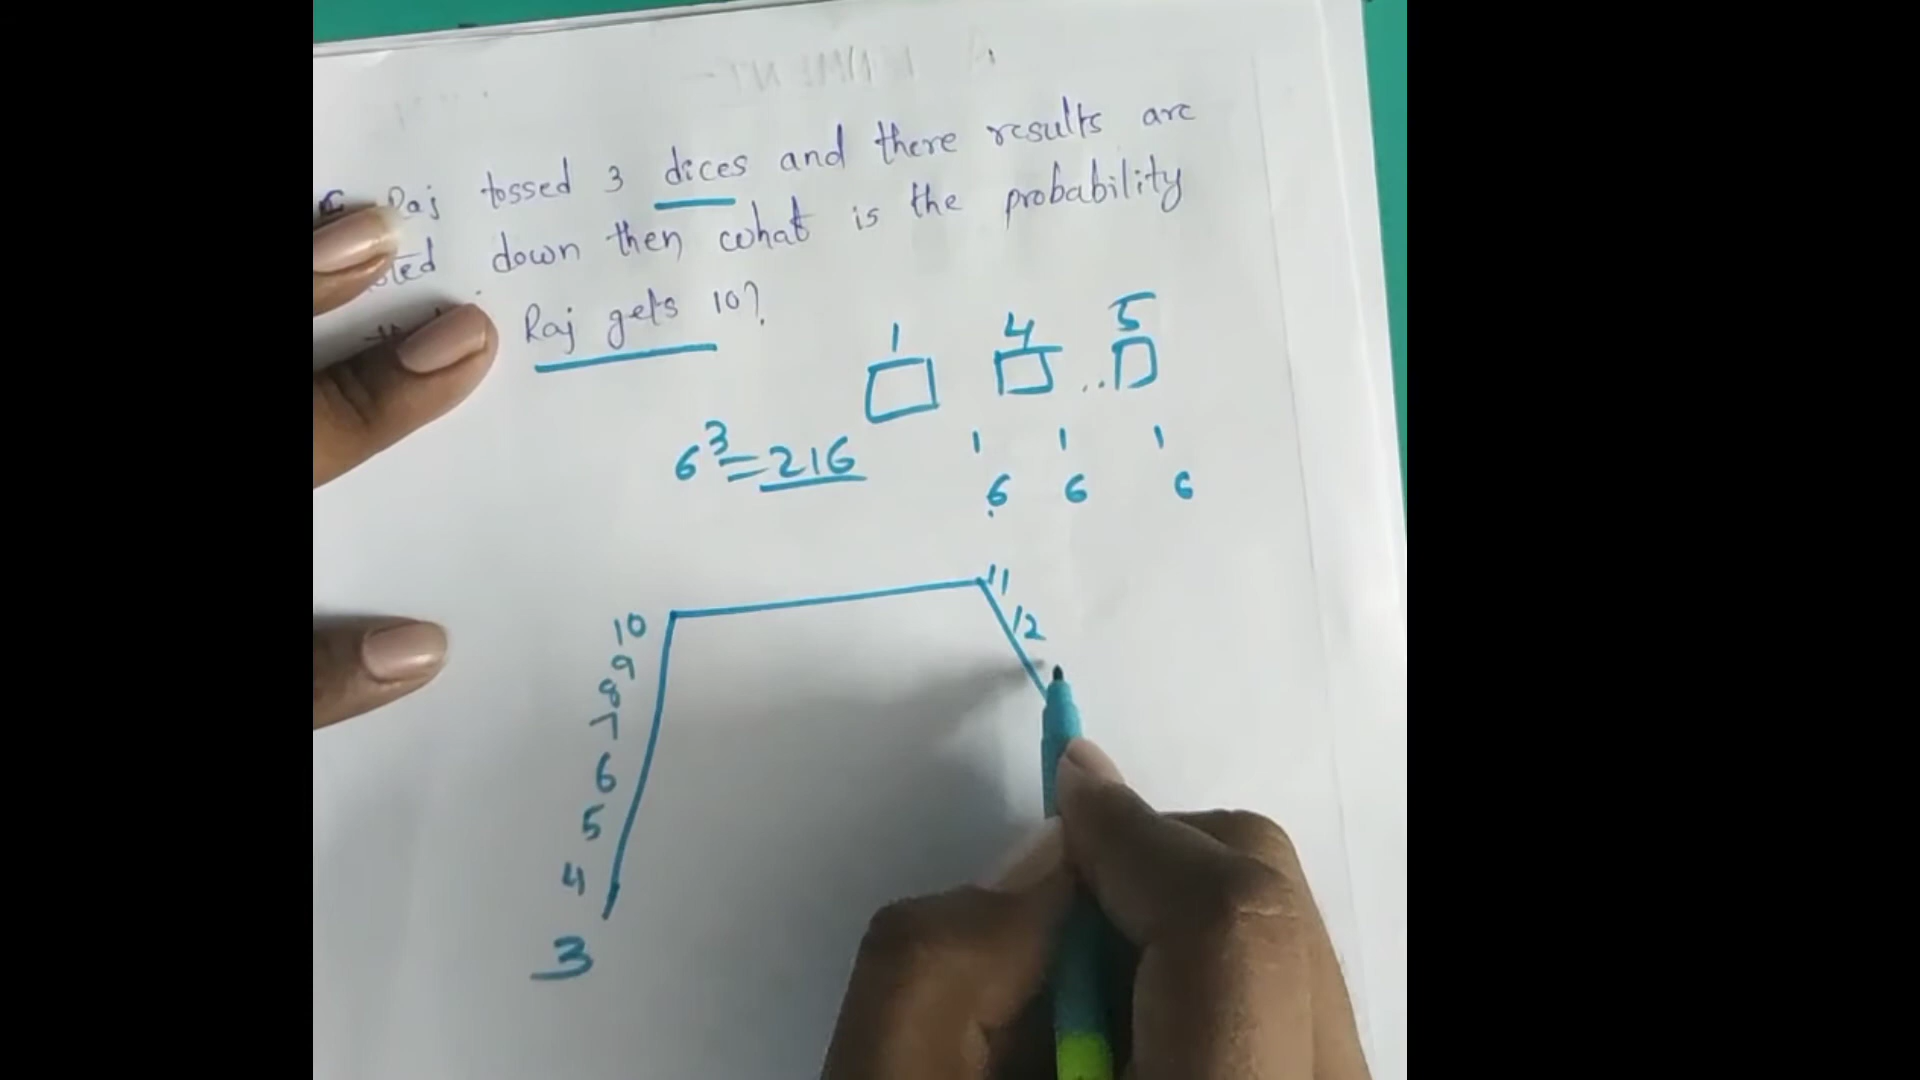 Raj tossed 3 dices and there results are
down then what is the probability
Raj gets 10?
1 4 5
6³=216
1 1 1
6 6 6
10
9
8
7
6
5
4
3
11
12